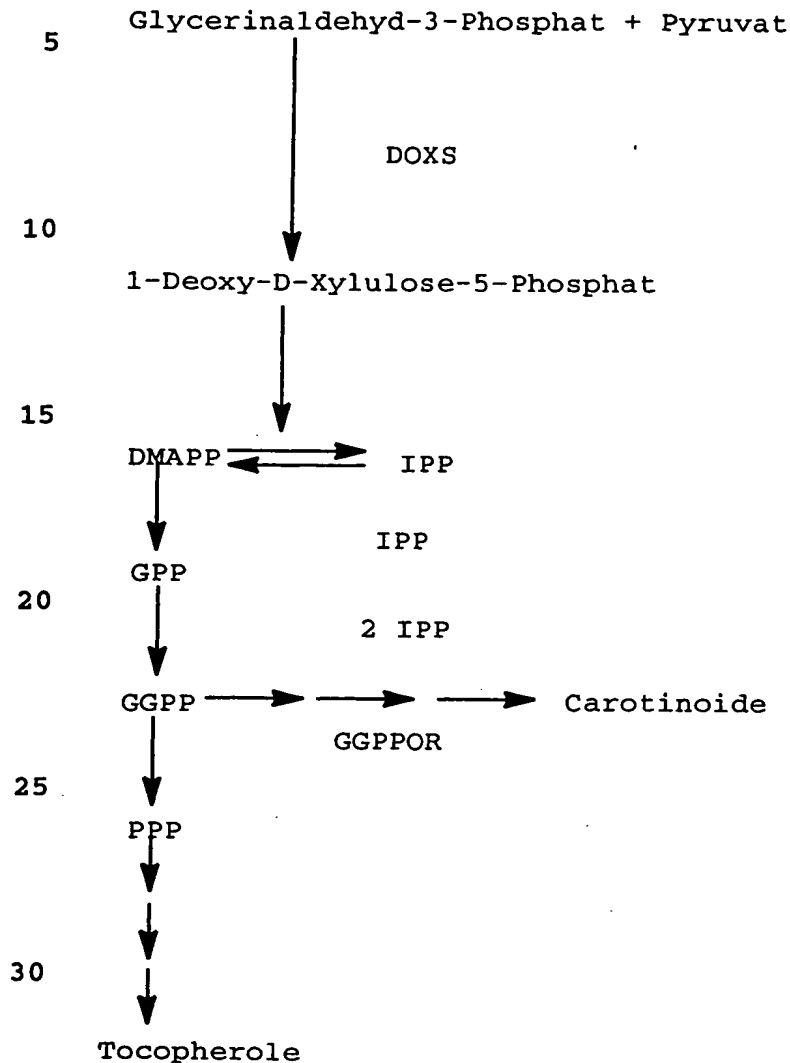 Glycerinaldehyd-3-Phosphat + Pyruvat
5
DOXS
10
1-Deoxy-D-Xylulose-5-Phosphat
15
DMAPP IPP
IPP
GPP
20
2 IPP
GGPP Carotinoide
GGPPOR
25
PPP
30
Tocopherole